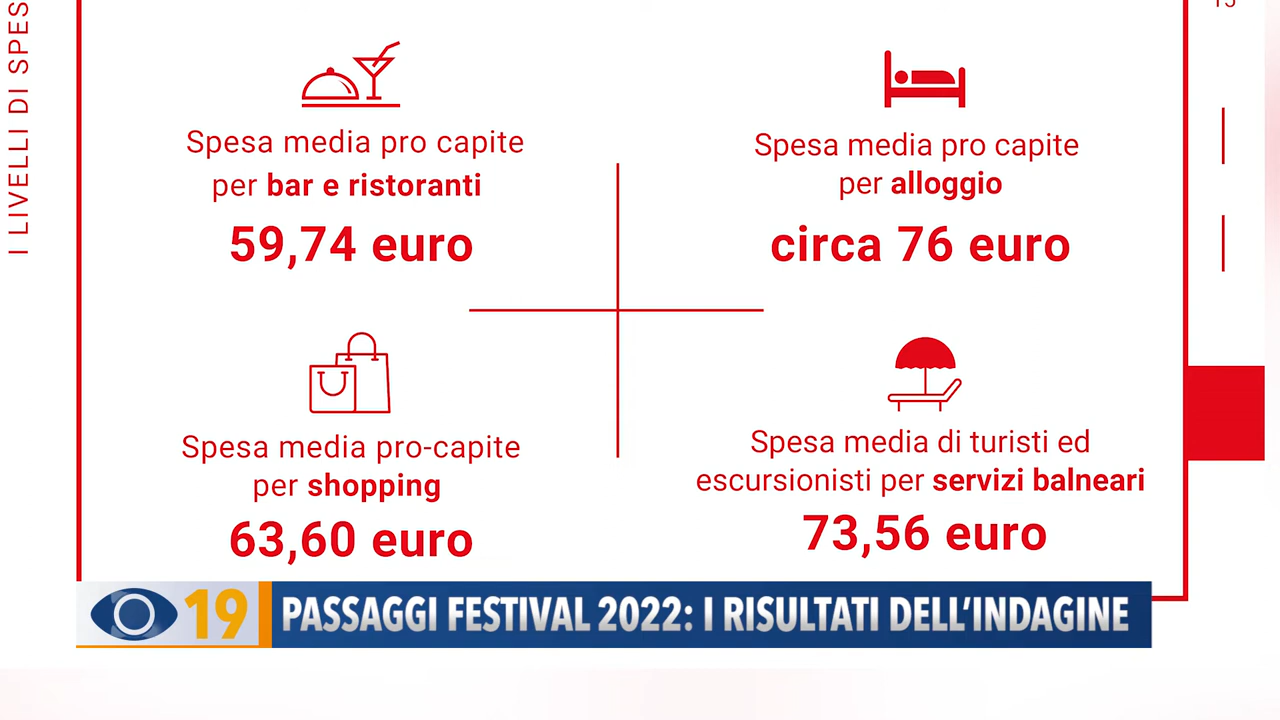 I LIVELLI DI SPES
Spesa media pro capite
per bar e ristoranti
59,74 euro
Spesa media pro capite
per alloggio
circa 76 euro
Spesa media pro-capite
per shopping
63,60 euro
Spesa media di turisti ed
escursionisti per servizi balneari
73,56 euro
19
PASSAGGI FESTIVAL 2022: I RISULTATI DELL'INDAGINE